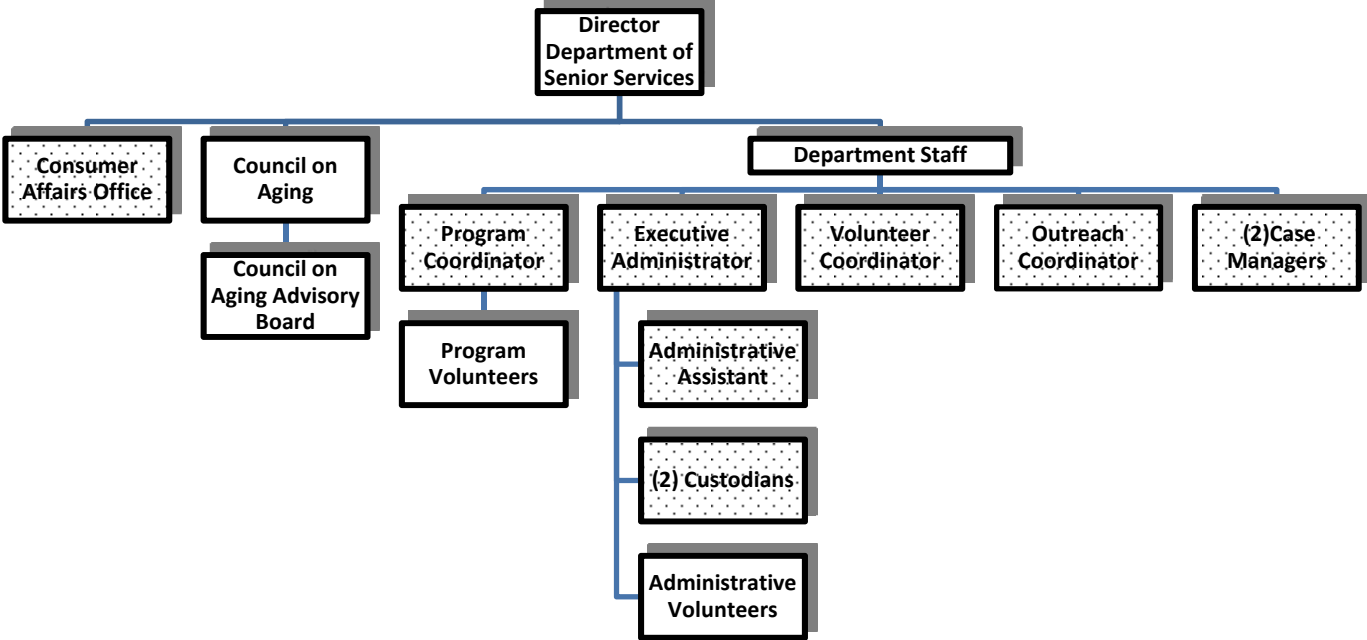 Director
Department of
Senior Services
Consumer
Affairs Office
Council on
Aging
Department Staff
Council on
Aging Advisory
Board
Program
Coordinator
Executive
Administrator
Volunteer
Coordinator
Outreach
Coordinator
(2)Case
Managers
Program
Volunteers
Administrative
Assistant
(2) Custodians
Administrative
Volunteers